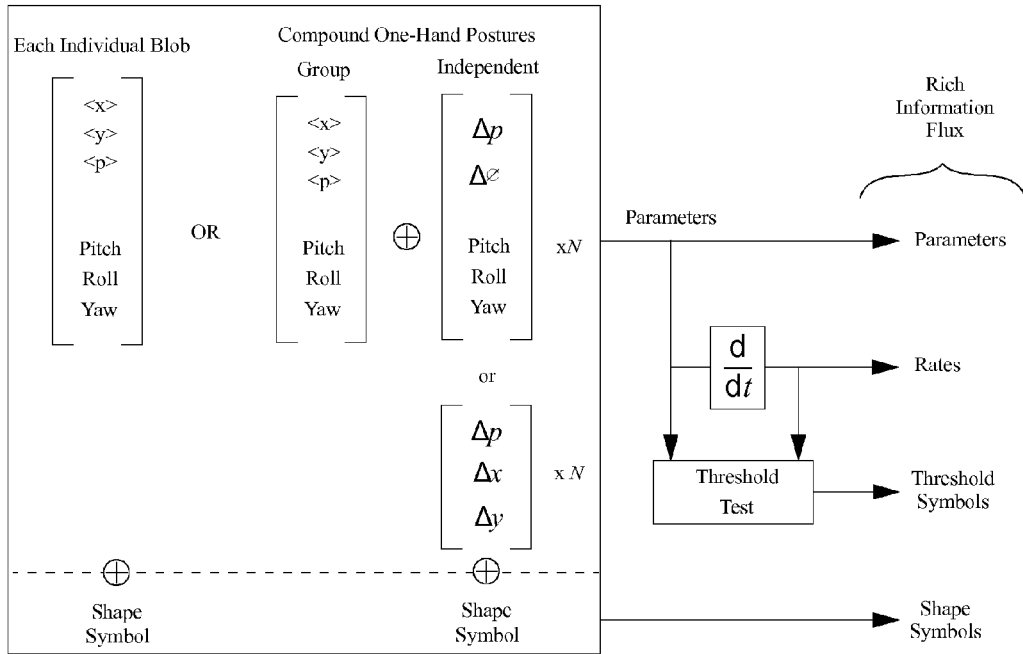 Each Individual Blob
Compound One-Hand Postures
Group
Independent
<x>
<y>
<p>
Pitch
Roll
Yaw
OR
<x>
<y>
<p>
Pitch
Roll
Yaw
⊕
Δp
Δ∅
Pitch
Roll
Yaw
xN
or
Δp
Δx
Δy
x N
⊕
Shape
Symbol
⊕
Shape
Symbol
Parameters
d
dt
Threshold
Test
Rich
Information
Flux
Parameters
Rates
Threshold
Symbols
Shape
Symbols